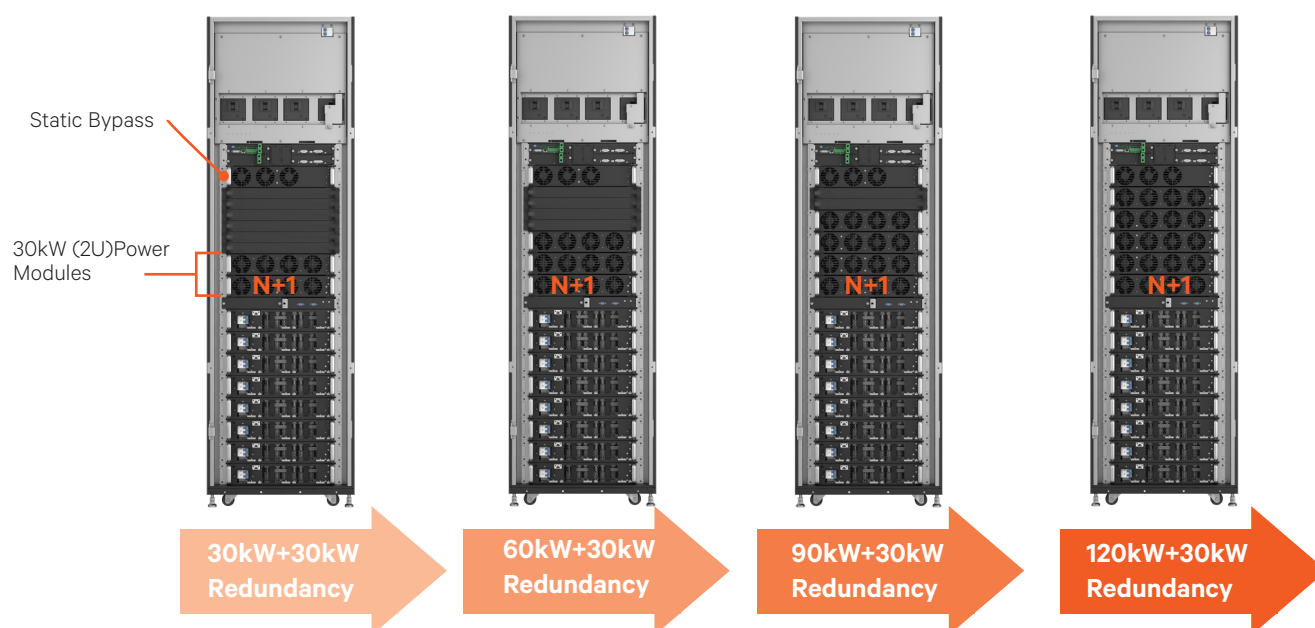 Static Bypass
30kW (2U)Power
Modules
N+1
N+1
N+1
N+1
30kW+30kW
Redundancy
60kW+30kW
Redundancy
90kW+30kW
Redundancy
120kW+30kW
Redundancy